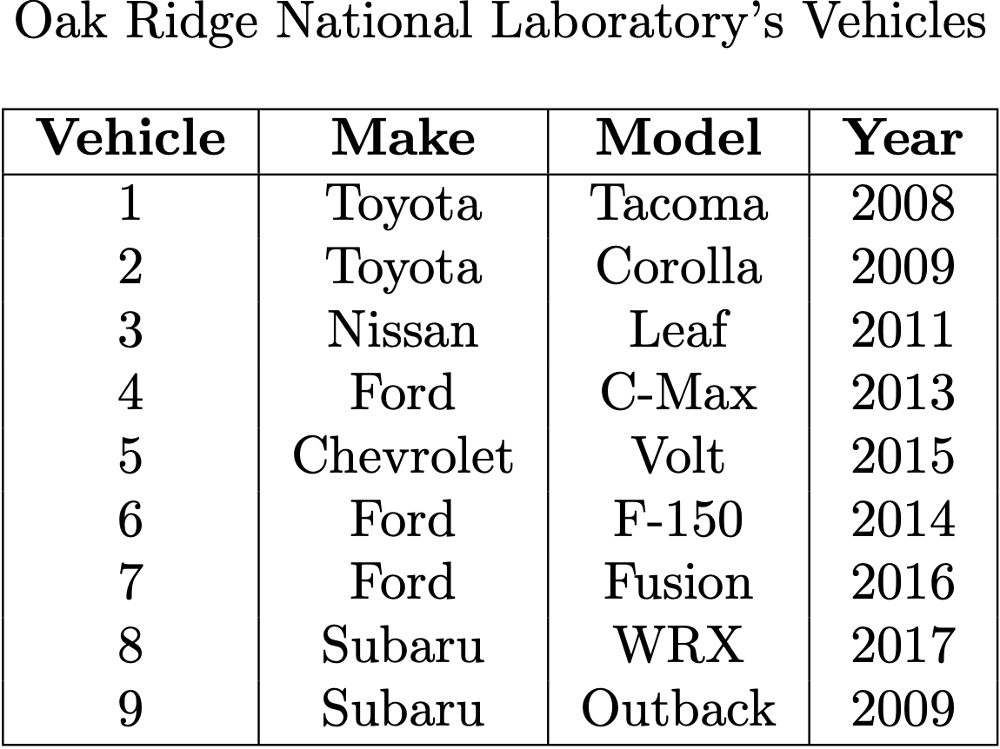 Oak Ridge National Laboratory's Vehicles
Vehicle Make Model Year
1 Toyota Tacoma 2008
2 Toyota Corolla 2009
3 Nissan Leaf 2011
4 Ford C-Max 2013
5 Chevrolet Volt 2015
6 Ford F-150 2014
7 Ford Fusion 2016
8 Subaru WRX 2017
9 Subaru Outback 2009